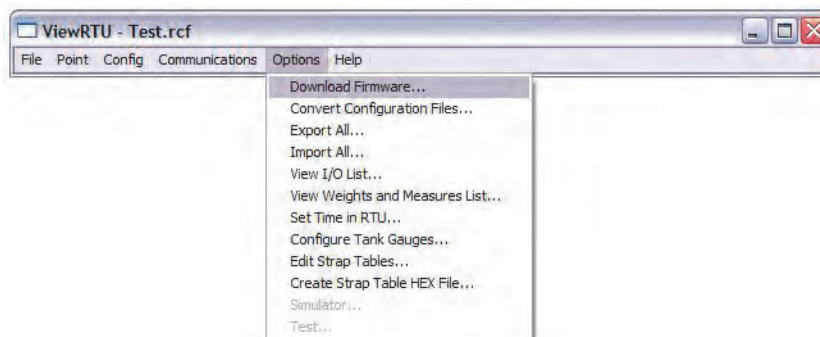 ViewRTU - Test.rcf
File Point Config Communications Options Help
Download Firmware...
Convert Configuration Files...
Export All...
Import All...
View I/O List...
View Weights and Measures List...
Set Time in RTU...
Configure Tank Gauges...
Edit Strap Tables...
Create Strap Table HEX File...
Simulator...
Test...